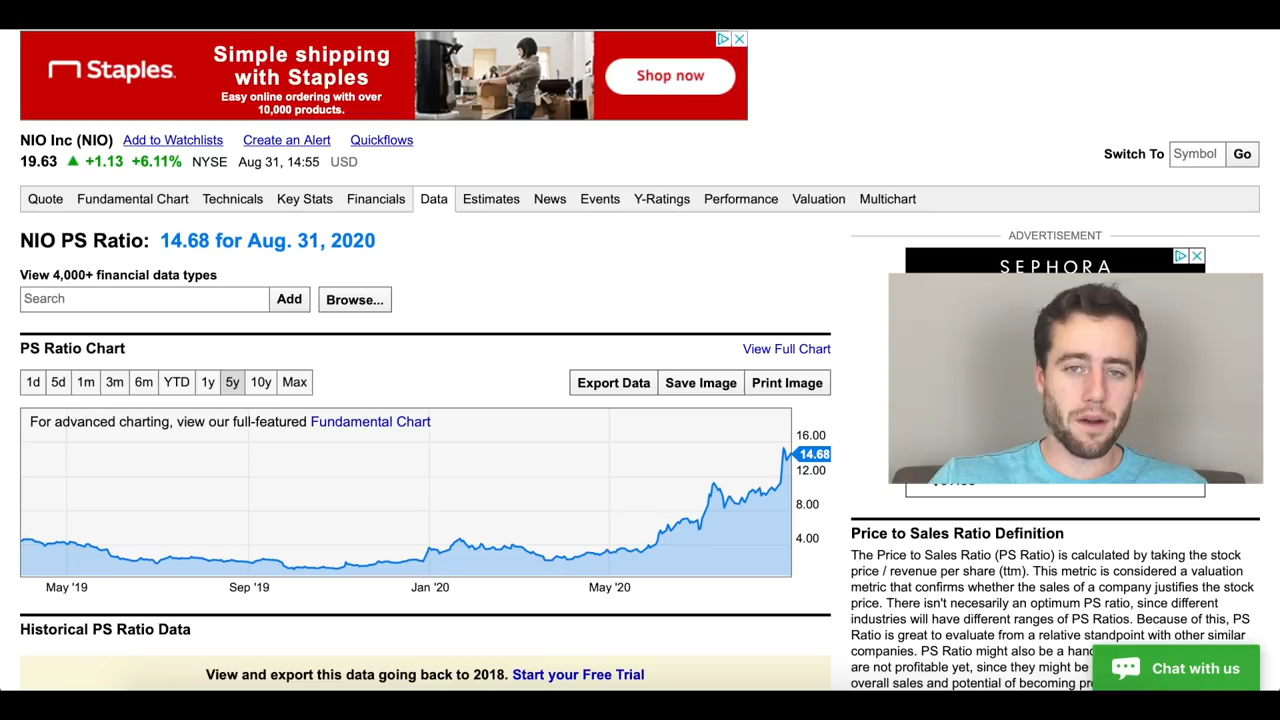 Staples.
Simple shipping
with Staples
Easy online ordering with over
10,000 products.
Shop now
NIO Inc (NIO) Add to Watchlists Create an Alert Quickflows
19.63 ▲ +1.13 +6.11% NYSE Aug 31, 14:55 USD
Switch To Symbol Go
Quote Fundamental Chart Technicals Key Stats Financials Data Estimates News Events Y-Ratings Performance Valuation Multichart
NIO PS Ratio: 14.68 for Aug. 31, 2020
View 4,000+ financial data types
Search Add Browse...
PS Ratio Chart
View Full Chart
1d 5d 1m 3m 6m YTD 1y 5y 10y Max
Export Data Save Image Print Image
For advanced charting, view our full-featured Fundamental Chart
16.00
14.68
12.00
8.00
4.00
May '19 Sep '19 Jan '20 May '20
Historical PS Ratio Data
View and export this data going back to 2018. Start your Free Trial
ADVERTISEMENT
SEPHORA
Price to Sales Ratio Definition
The Price to Sales Ratio (PS Ratio) is calculated by taking the stock
price / revenue per share (ttm). This metric is considered a valuation
metric that confirms whether the sales of a company justifies the stock
price. There isn't necesarily an optimum PS ratio, since different
industries will have different ranges of PS Ratios. Because of this, PS
Ratio is great to evaluate from a relative standpoint with other similar
companies. PS Ratio might also be a
are not profitable yet, since they might be
overall sales and potential of becoming
Chat with us